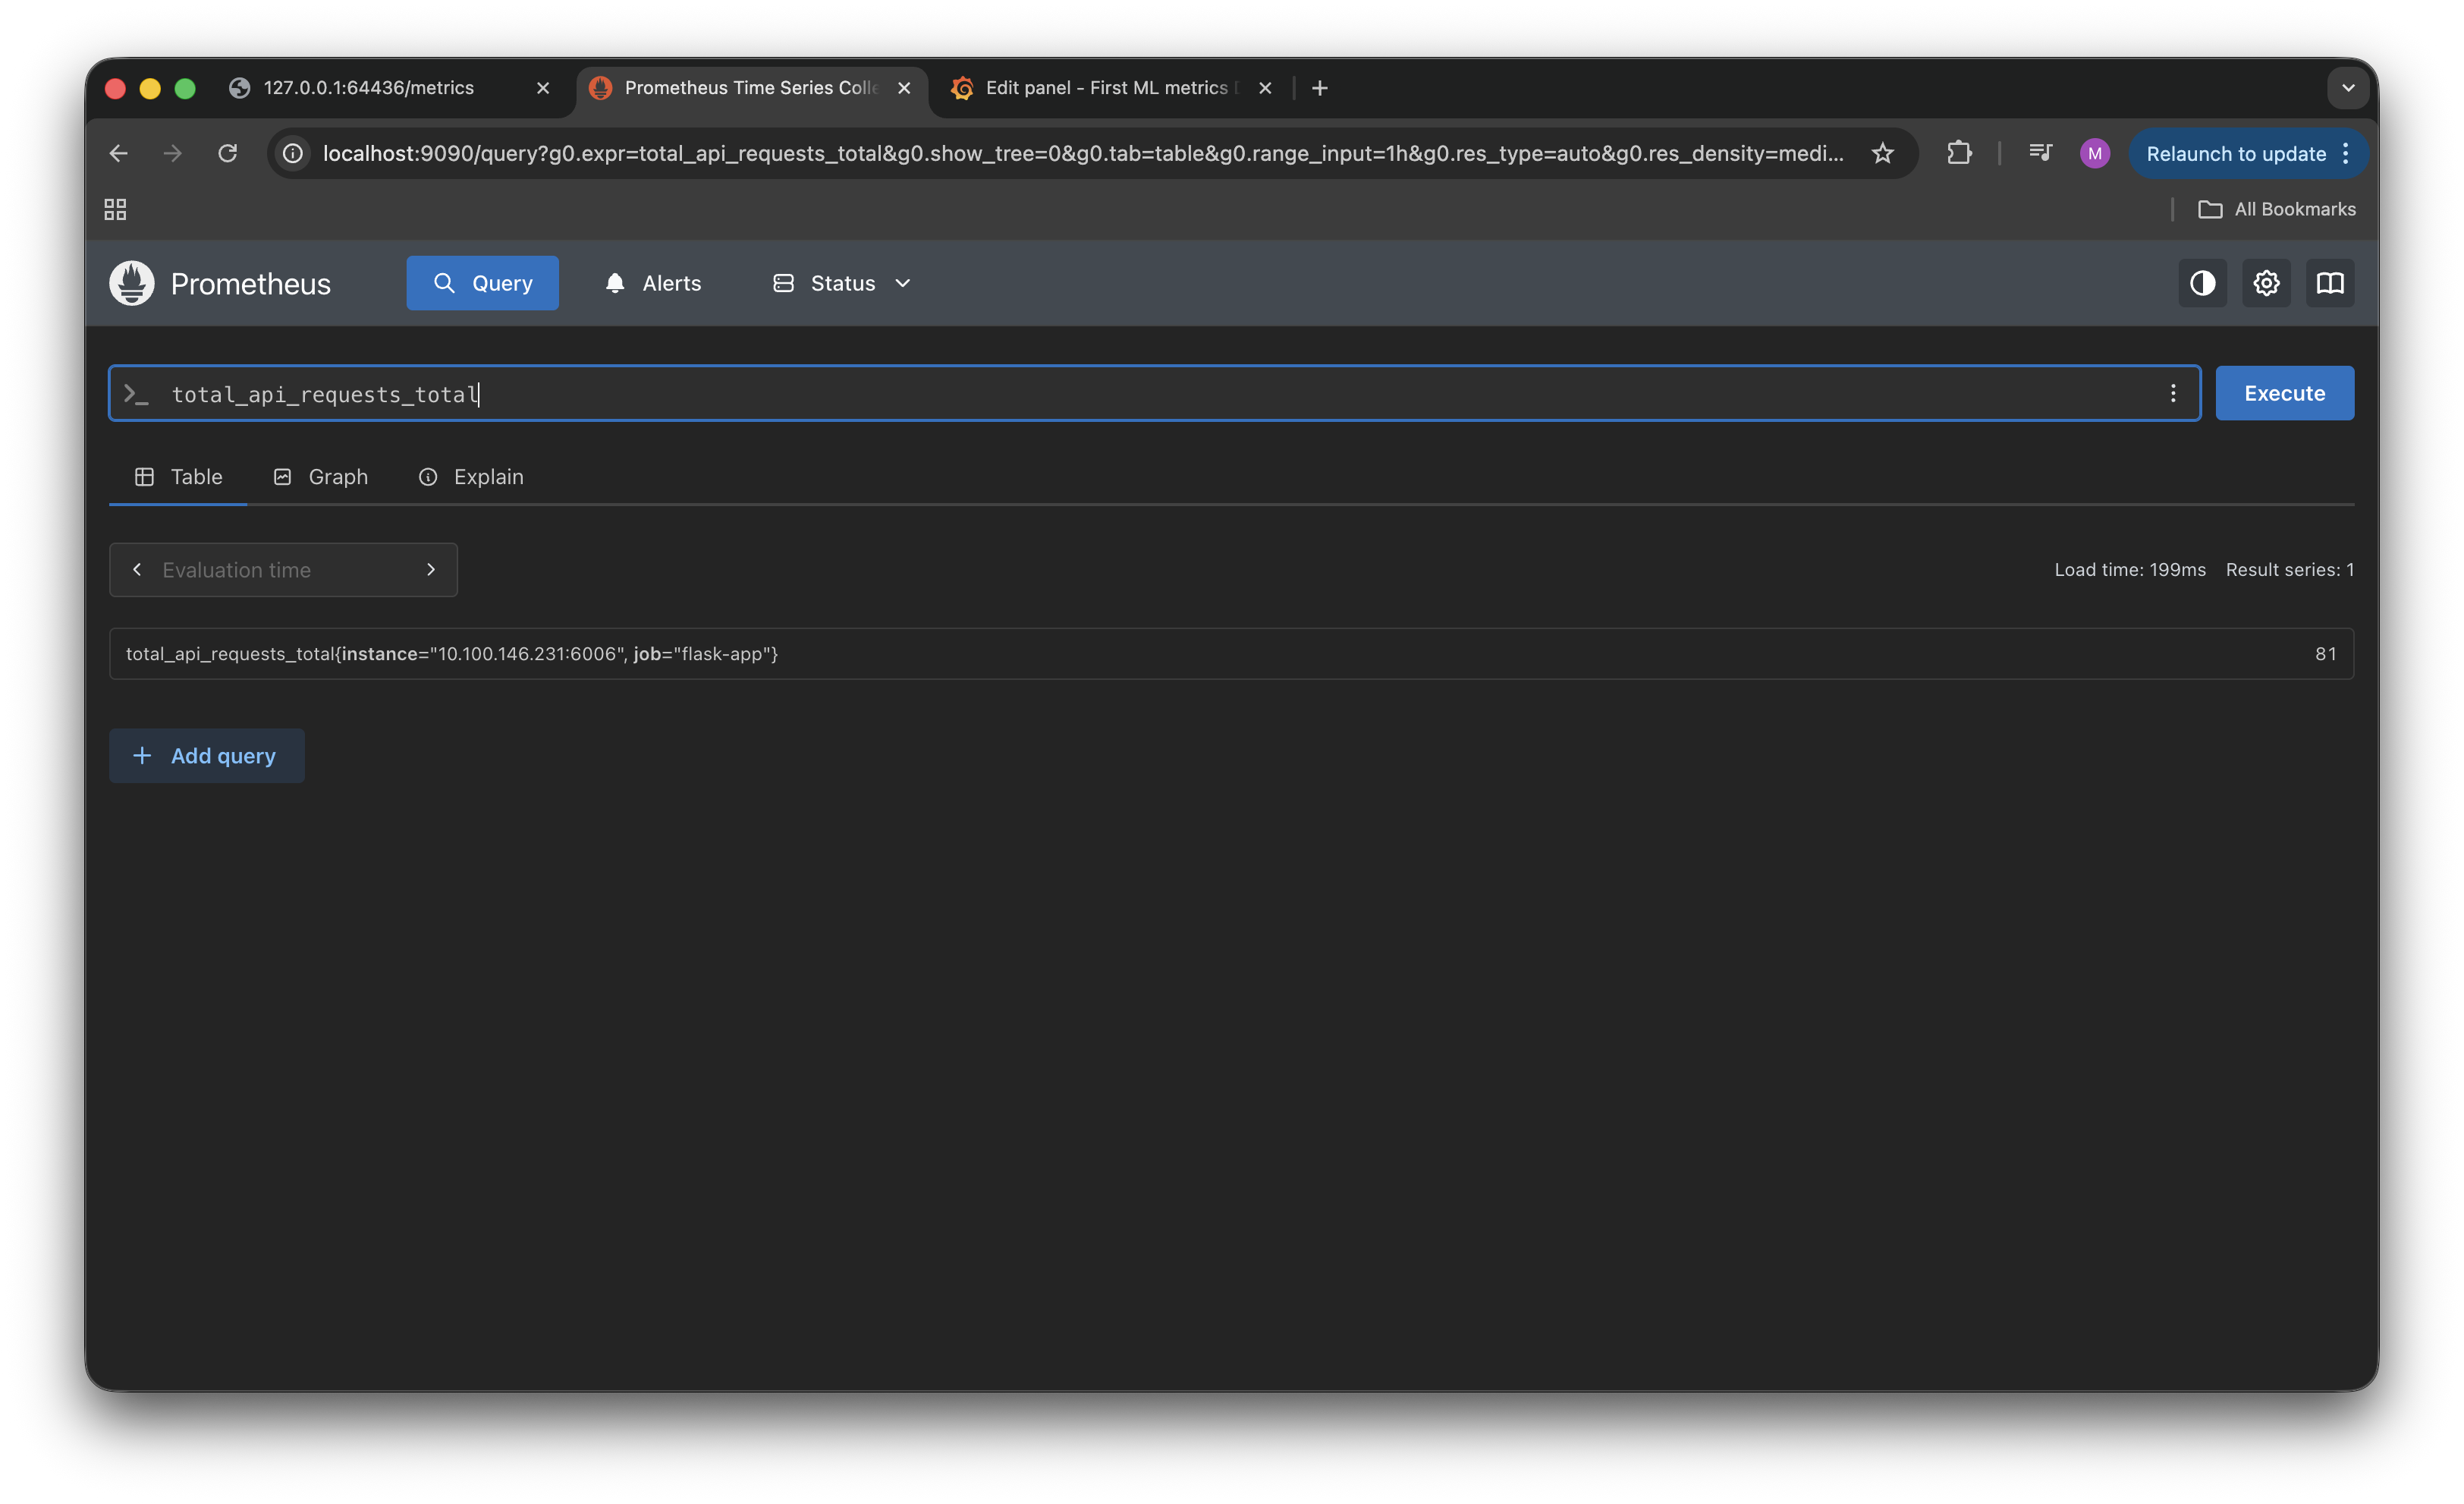 127.0.0.1:64436/metrics
Prometheus Time Series Colle
Edit panel - First ML metrics
localhost:9090/query?g0.expr=total_api_requests_total&g0.show_tree=0&g0.tab=table&g0.range_input=1h&g0.res_type=auto&g0.res_density=medi...
M
Relaunch to update
All Bookmarks
Prometheus
Query
Alerts
Status
>_ total_api_requests_total
Execute
Table
Graph
Explain
Evaluation time
Load time: 199ms Result series: 1
total_api_requests_total{instance="10.100.146.231:6006", job="flask-app"} 81
+ Add query